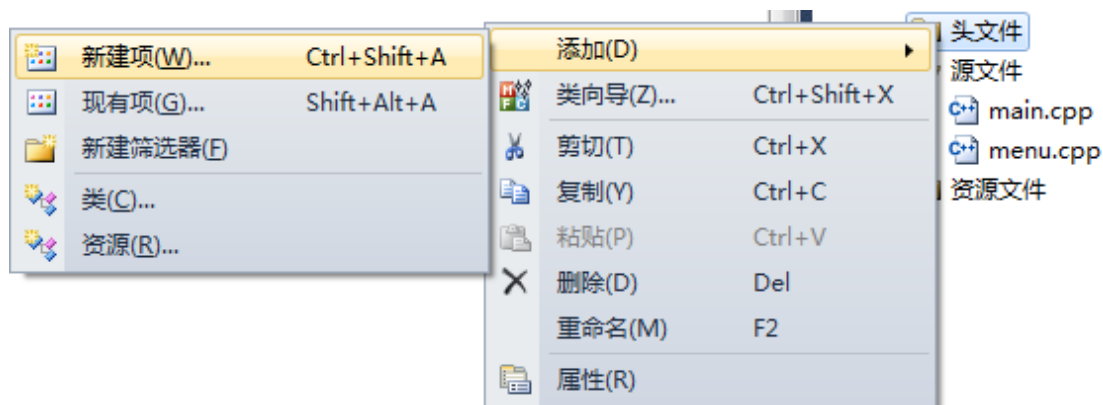 新建项(W)... Ctrl+Shift+A
现有项(G)... Shift+Alt+A
新建筛选器(F)
类(C)...
资源(R)...
添加(D)
类向导(Z)... Ctrl+Shift+X
剪切(T) Ctrl+X
复制(Y) Ctrl+C
粘贴(P) Ctrl+V
删除(D) Del
重命名(M) F2
属性(R)
头文件
源文件
main.cpp
menu.cpp
资源文件